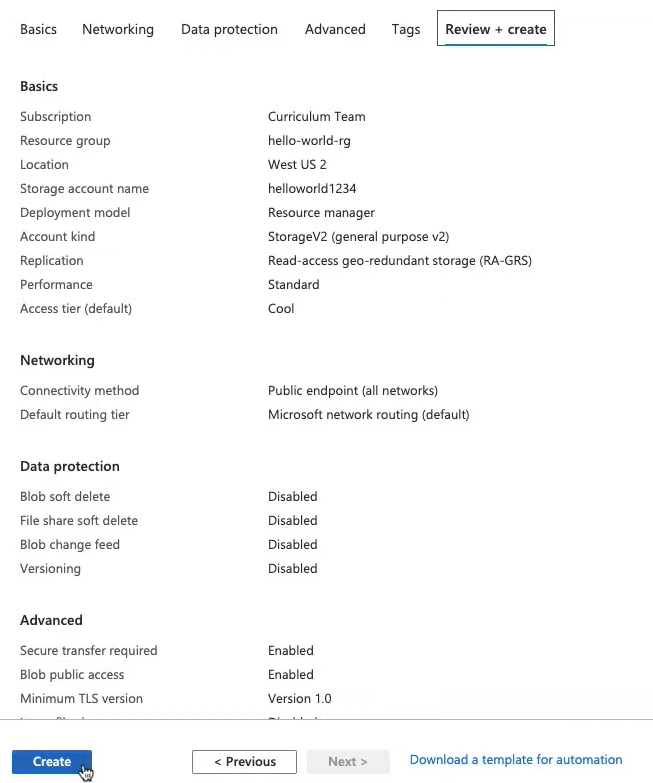 Basics Networking Data protection Advanced Tags Review + create
Basics
Subscription Curriculum Team
Resource group hello-world-rg
Location West US 2
Storage account name helloworld1234
Deployment model Resource manager
Account kind StorageV2 (general purpose v2)
Replication Read-access geo-redundant storage (RA-GRS)
Performance Standard
Access tier (default) Cool
Networking
Connectivity method Public endpoint (all networks)
Default routing tier Microsoft network routing (default)
Data protection
Blob soft delete Disabled
File share soft delete Disabled
Blob change feed Disabled
Versioning Disabled
Advanced
Secure transfer required Enabled
Blob public access Enabled
Minimum TLS version Version 1.0
Create < Previous Next > Download a template for automation